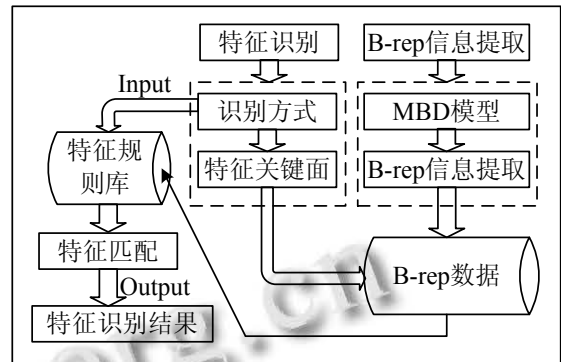 特征识别
B-rep信息提取
Input
识别方式
MBD模型
特征规
则库
特征关键面
B-rep信息提取
特征匹配
B-rep数据
Output
特征识别结果